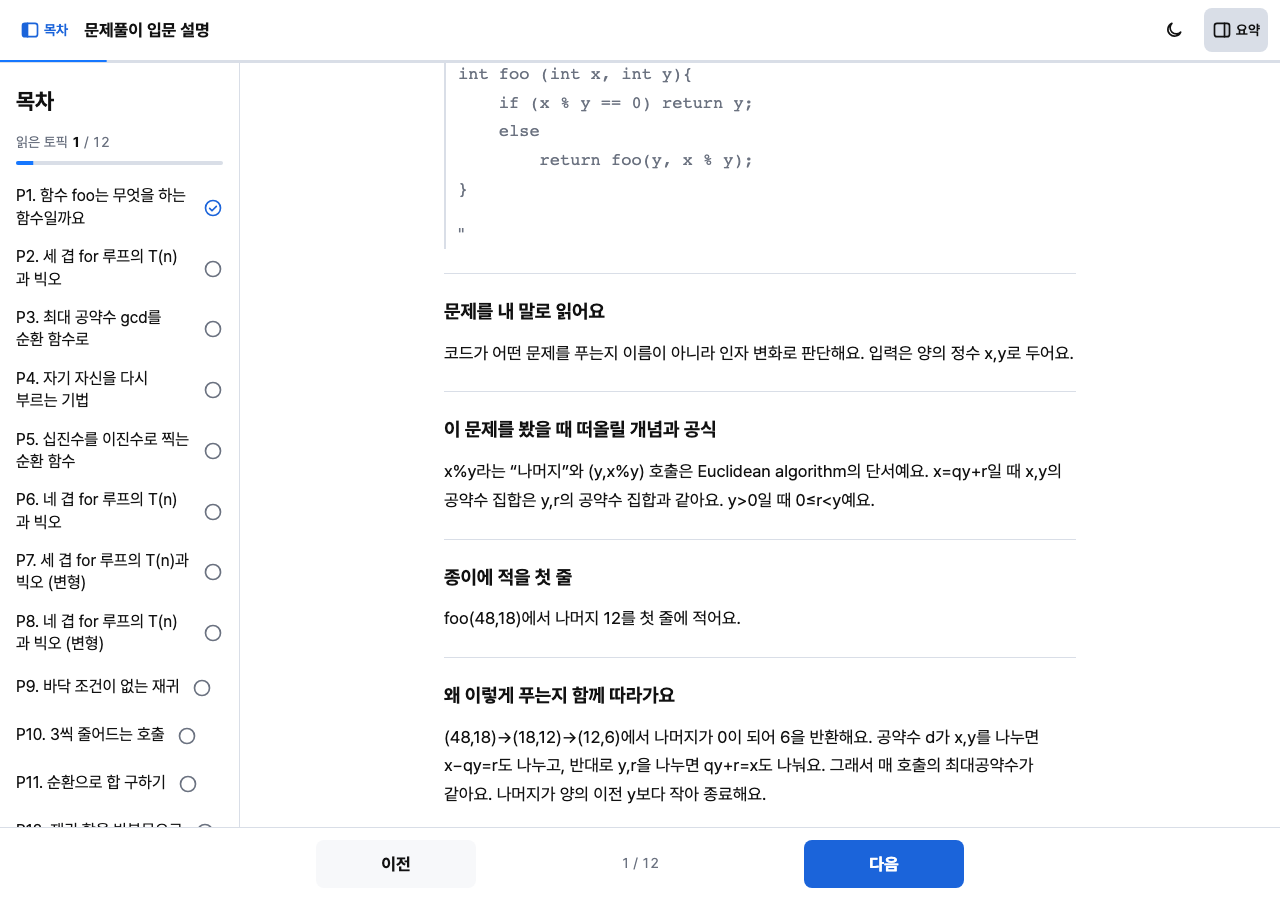 목차
문제풀이 입문 설명
요약
목차
읽은 토픽 1 / 12
P1. 함수 foo는 무엇을 하는
함수일까요
P2. 세 겹 for 루프의 T(n)
과 빅오
P3. 최대 공약수 gcd를
순환 함수로
P4. 자기 자신을 다시
부르는 기법
P5. 십진수를 이진수로 찍는
순환 함수
P6. 네 겹 for 루프의 T(n)
과 빅오
P7. 세 겹 for 루프의 T(n)과
빅오 (변형)
P8. 네 겹 for 루프의 T(n)
과 빅오 (변형)
P9. 바닥 조건이 없는 재귀
P10. 3씩 줄어드는 호출
P11. 순환으로 합 구하기
int foo (int x, int y){
    if (x % y == 0) return y;
    else
        return foo(y, x % y);
}
"
문제를 내 말로 읽어요
코드가 어떤 문제를 푸는지 이름이 아니라 인자 변화로 판단해요. 입력은 양의 정수 x,y로 두어요.
이 문제를 봤을 때 떠올릴 개념과 공식
x%y라는 “나머지”와 (y,x%y) 호출은 Euclidean algorithm의 단서예요. x=qy+r일 때 x,y의
공약수 집합은 y,r의 공약수 집합과 같아요. y>0일 때 0≤r<y예요.
종이에 적을 첫 줄
foo(48,18)에서 나머지 12를 첫 줄에 적어요.
왜 이렇게 푸는지 함께 따라가요
(48,18)→(18,12)→(12,6)에서 나머지가 0이 되어 6을 반환해요. 공약수 d가 x,y를 나누면
x−qy=r도 나누고, 반대로 y,r을 나누면 qy+r=x도 나눠요. 그래서 매 호출의 최대공약수가
같아요. 나머지가 양의 이전 y보다 작아 종료해요.
이전
1 / 12
다음